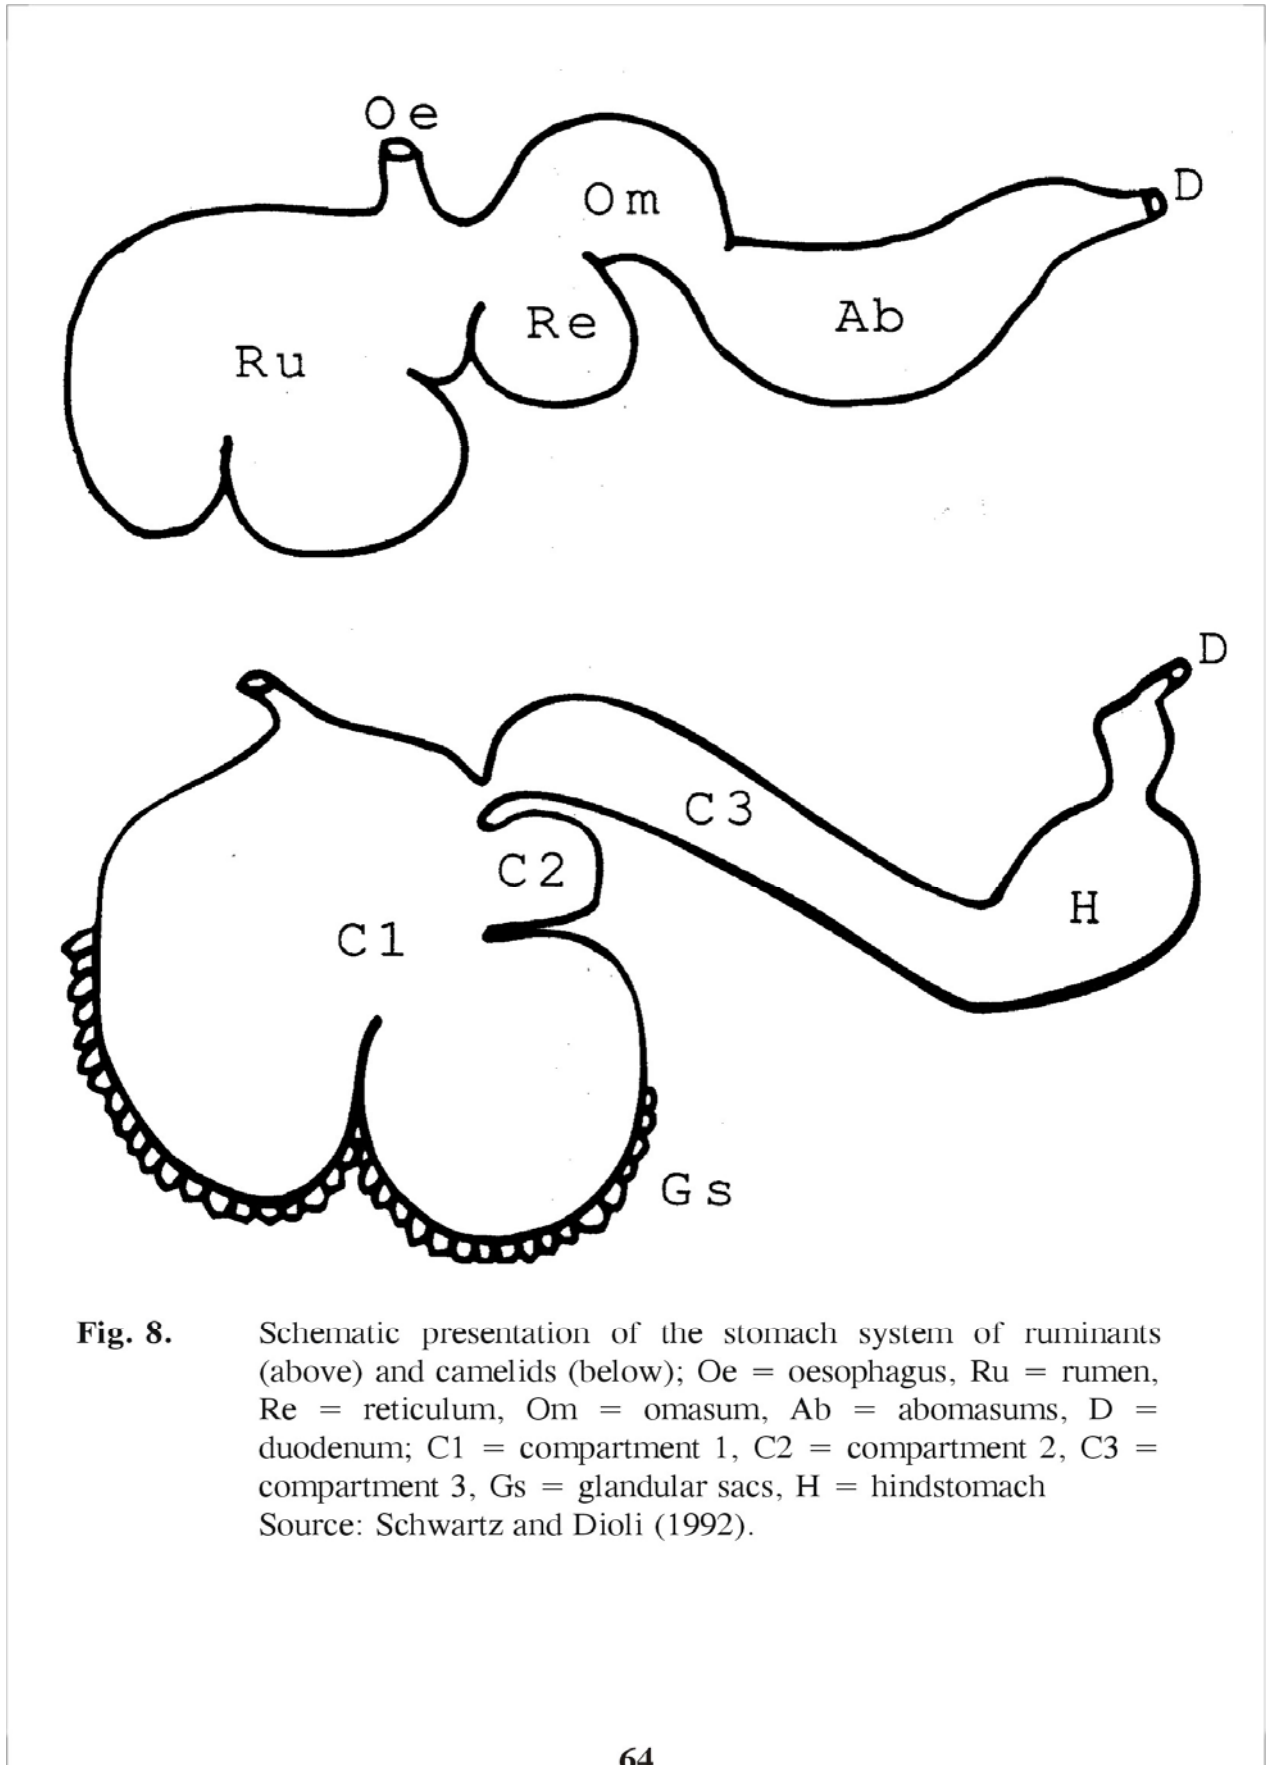 Oe
Om
D
Re
Ab
Ru
D
C3
C2
H
C1
Gs
Fig. 8. Schematic presentation of the stomach system of ruminants
(above) and camelids (below); Oe = oesophagus, Ru = rumen,
Re = reticulum, Om = omasum, Ab = abomasums, D =
duodenum; C1 = compartment 1, C2 = compartment 2, C3 =
compartment 3, Gs = glandular sacs, H = hindstomach
Source: Schwartz and Dioli (1992).
64